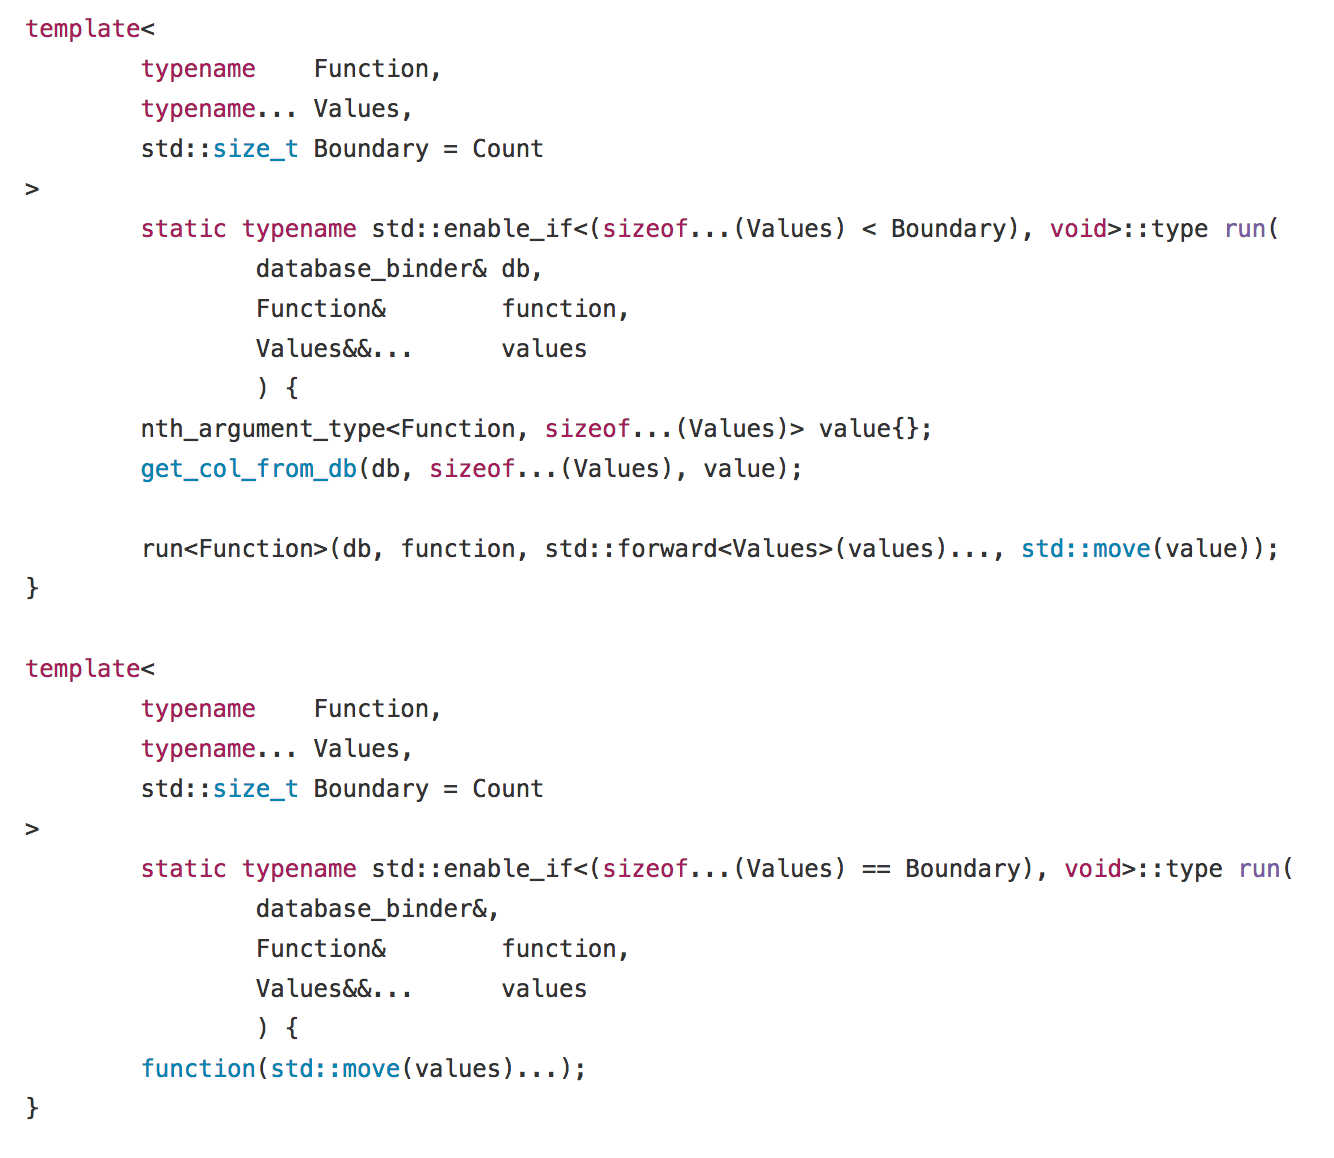 template<
        typename    Function,
        typename... Values,
        std::size_t Boundary = Count
>
        static typename std::enable_if<(sizeof...(Values) < Boundary), void>::type run(
                database_binder& db,
                Function&        function,
                Values&&...      values
                ) {
        nth_argument_type<Function, sizeof...(Values)> value{};
        get_col_from_db(db, sizeof...(Values), value);

        run<Function>(db, function, std::forward<Values>(values)..., std::move(value));
}

template<
        typename    Function,
        typename... Values,
        std::size_t Boundary = Count
>
        static typename std::enable_if<(sizeof...(Values) == Boundary), void>::type run(
                database_binder&,
                Function&        function,
                Values&&...      values
                ) {
        function(std::move(values)...);
}